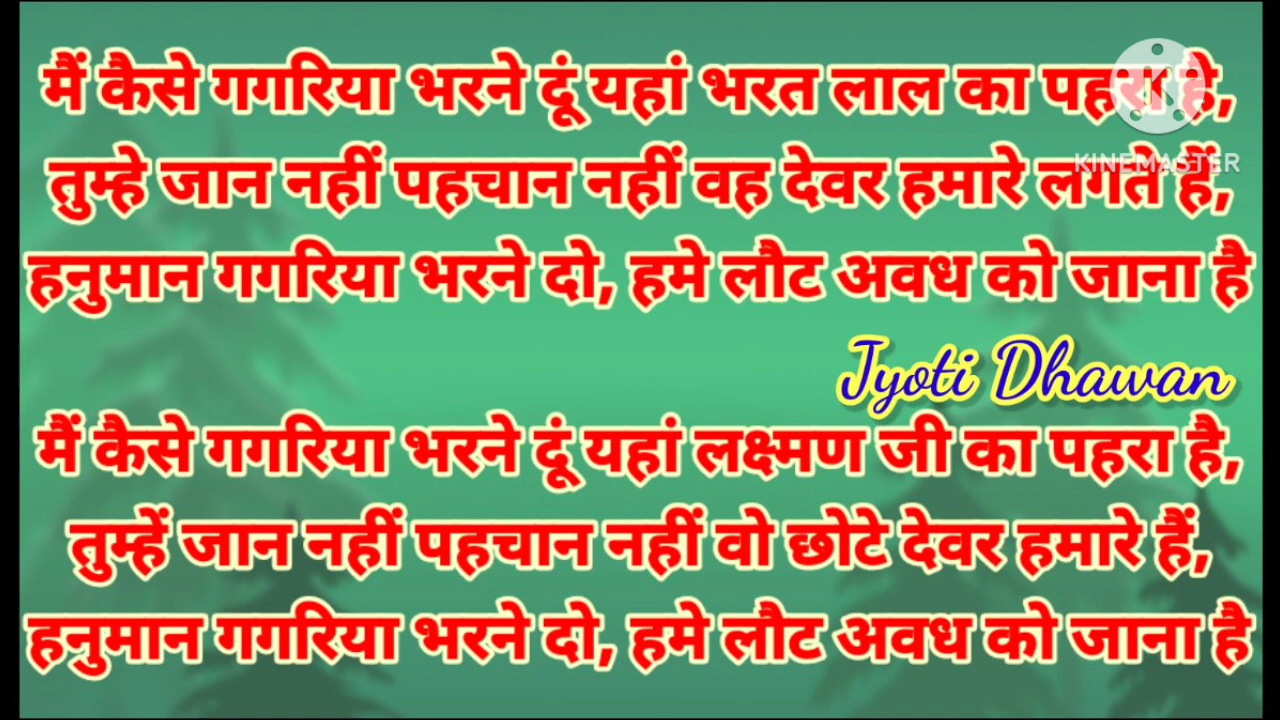 मैं कैसे गगरिया भरने दूं यहां भरत लाल का पहरा है,
KINEMASTER
तुम्हे जान नहीं पहचान नहीं वह देवर हमारे लगते हैं,
हनुमान गगरिया भरने दो, हमे लौट अवध को जाना है
Jyoti Dhawan
मैं कैसे गगरिया भरने दूं यहां लक्ष्मण जी का पहरा है,
तुम्हें जान नहीं पहचान नहीं वो छोटे देवर हमारे हैं,
हनुमान गगरिया भरने दो, हमे लौट अवध को जाना है